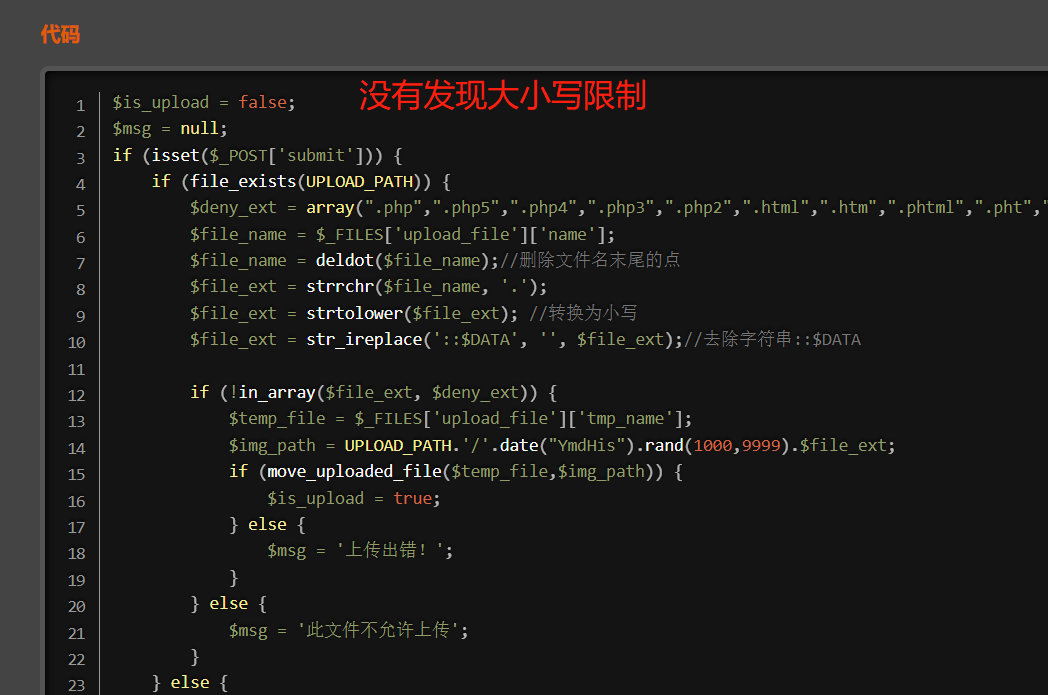 代码
没有发现大小写限制
1 $is_upload = false;
2 $msg = null;
3 if (isset($_POST['submit'])) {
4     if (file_exists(UPLOAD_PATH)) {
5         $deny_ext = array(".php",".php5",".php4",".php3",".php2",".html",".htm",".phtml",".pht","
6         $file_name = $_FILES['upload_file']['name'];
7         $file_name = deldot($file_name);//删除文件名末尾的点
8         $file_ext = strrchr($file_name, '.');
9         $file_ext = strtolower($file_ext); //转换为小写
10         $file_ext = str_ireplace('::$DATA', '', $file_ext);//去除字符串::$DATA
11
12         if (!in_array($file_ext, $deny_ext)) {
13             $temp_file = $_FILES['upload_file']['tmp_name'];
14             $img_path = UPLOAD_PATH.'/'.date("YmdHis").rand(1000,9999).$file_ext;
15             if (move_uploaded_file($temp_file,$img_path)) {
16                 $is_upload = true;
17             } else {
18                 $msg = '上传出错！';
19             }
20         } else {
21             $msg = '此文件不允许上传';
22         }
23     } else {